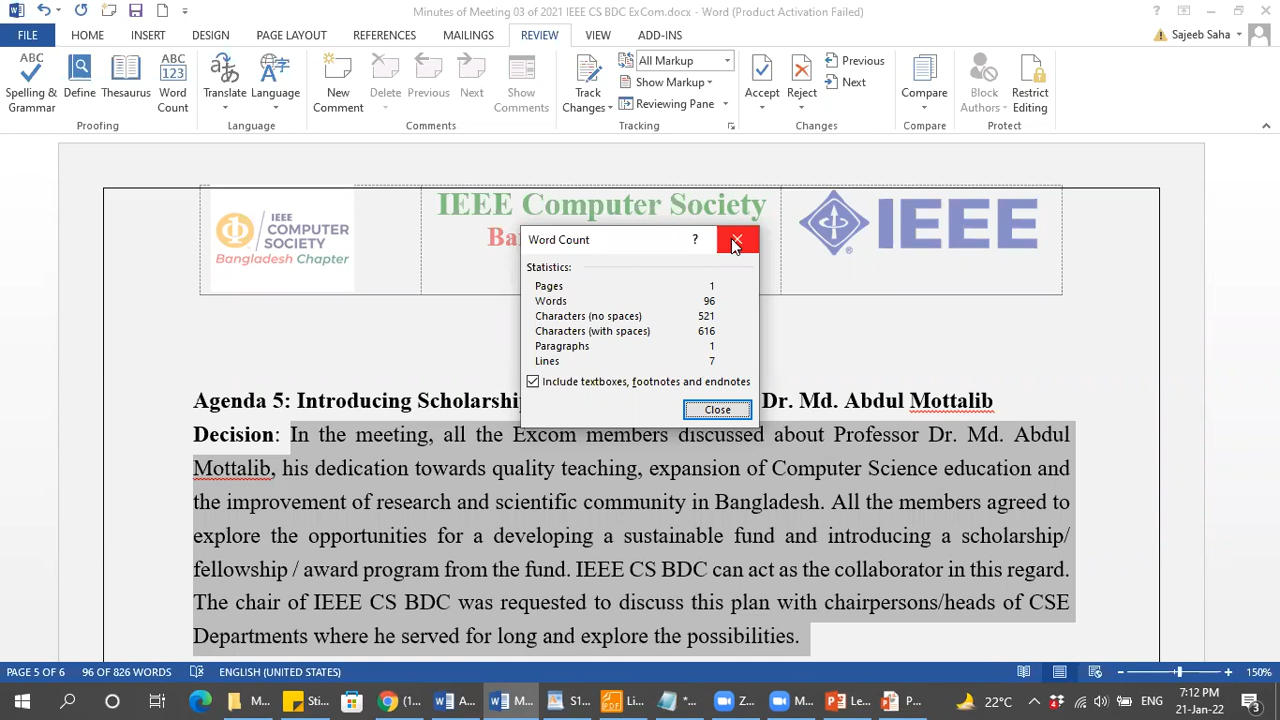 Minutes of Meeting 03 of 2021 IEEE CS BDC ExCom.docx - Word (Product Activation Failed)
FILE HOME INSERT DESIGN PAGE LAYOUT REFERENCES MAILINGS REVIEW VIEW ADD-INS Sajeeb Saha
Spelling & Grammar
Define
Thesaurus
Word Count
Translate
Language
New Comment
Delete
Previous
Next
Show Comments
Track Changes
All Markup
Show Markup
Reviewing Pane
Accept
Reject
Previous
Next
Compare
Block Authors
Restrict Editing
Proofing Language Comments Tracking Changes Compare Protect
IEEE
COMPUTER
SOCIETY
Bangladesh Chapter
IEEE Computer Society
Ba
IEEE
Word Count ?
Statistics:
Pages 1
Words 96
Characters (no spaces) 521
Characters (with spaces) 616
Paragraphs 1
Lines 7
Include textboxes, footnotes and endnotes
Close
Agenda 5: Introducing Scholarshi Dr. Md. Abdul Mottalib
Decision: In the meeting, all the Excom members discussed about Professor Dr. Md. Abdul
Mottalib, his dedication towards quality teaching, expansion of Computer Science education and
the improvement of research and scientific community in Bangladesh. All the members agreed to
explore the opportunities for a developing a sustainable fund and introducing a scholarship/
fellowship / award program from the fund. IEEE CS BDC can act as the collaborator in this regard.
The chair of IEEE CS BDC was requested to discuss this plan with chairpersons/heads of CSE
Departments where he served for long and explore the possibilities.
PAGE 5 OF 6 96 OF 826 WORDS ENGLISH (UNITED STATES) 150%
M... Sti... A... M... S1... Li... *... Z... M... Le... P... 22°C ENG 7:12 PM
21-Jan-22
3